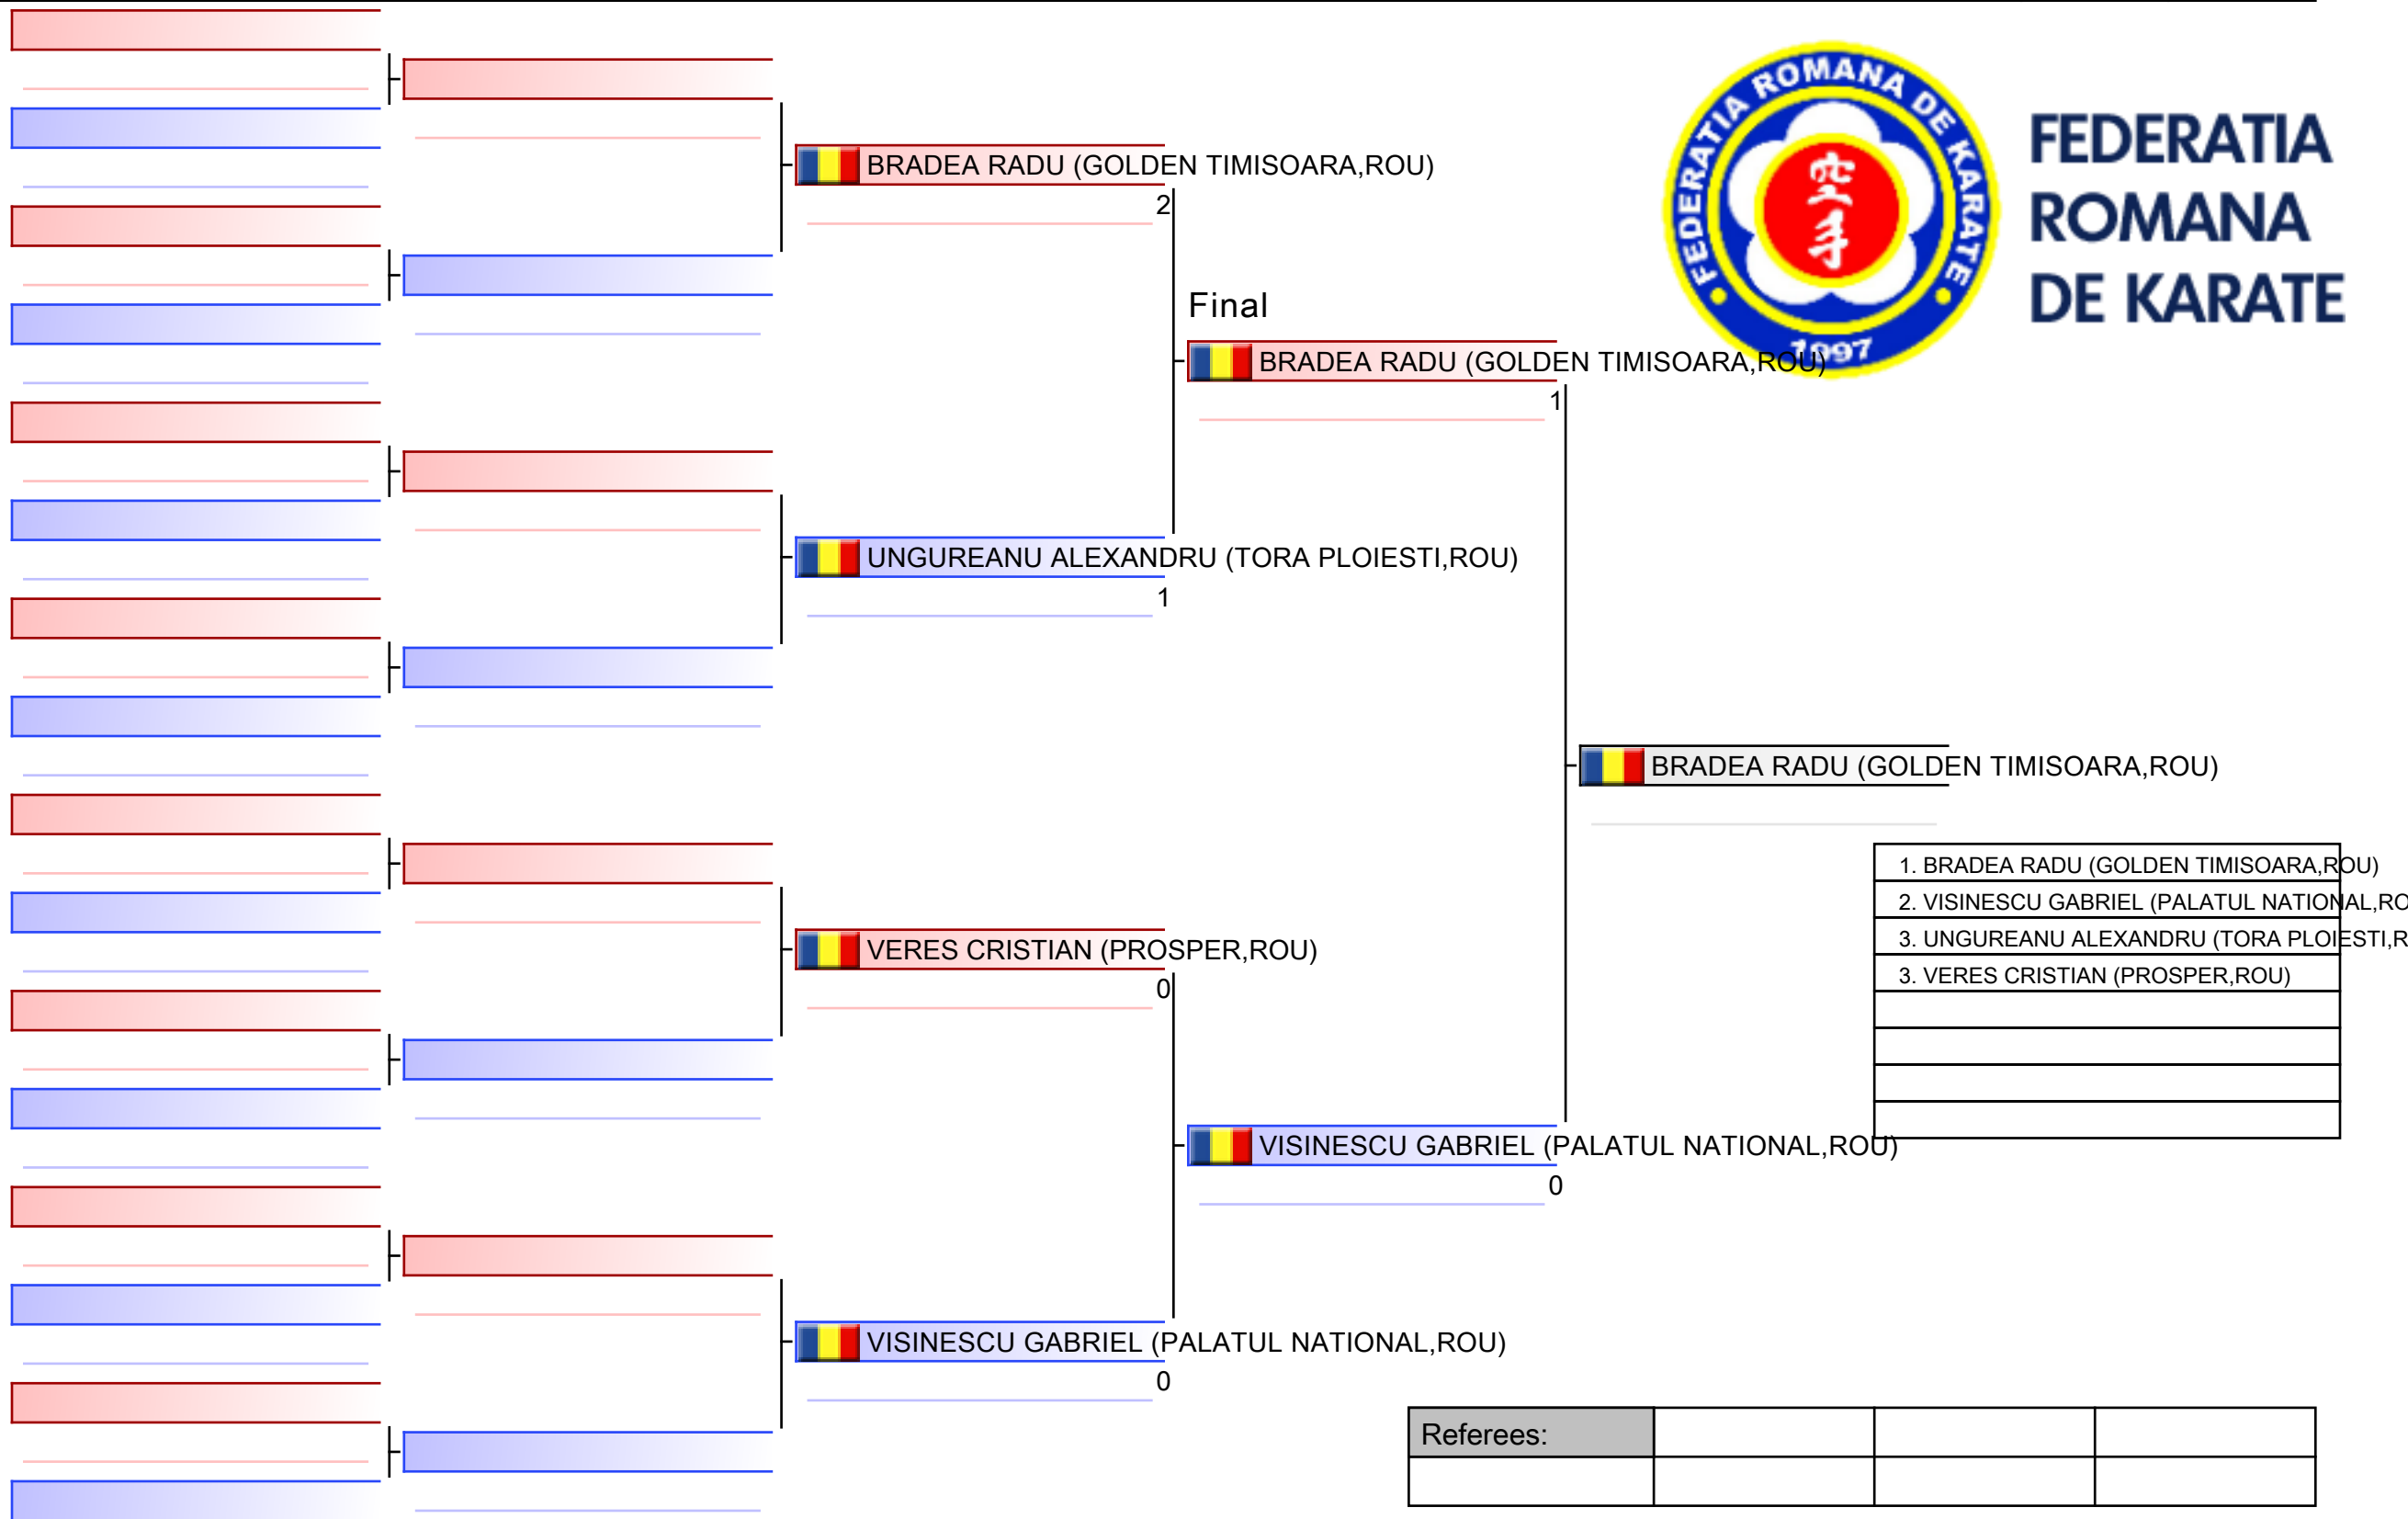 FEDERATIA ROMANA DE KARATE
空手
1997
FEDERATIA
ROMANA
DE KARATE
BRADEA RADU (GOLDEN TIMISOARA,ROU)
2
Final
BRADEA RADU (GOLDEN TIMISOARA,ROU)
1
UNGUREANU ALEXANDRU (TORA PLOIESTI,ROU)
1
BRADEA RADU (GOLDEN TIMISOARA,ROU)
1. BRADEA RADU (GOLDEN TIMISOARA,ROU)
2. VISINESCU GABRIEL (PALATUL NATIONAL,RO
3. UNGUREANU ALEXANDRU (TORA PLOIESTI,R
3. VERES CRISTIAN (PROSPER,ROU)
VERES CRISTIAN (PROSPER,ROU)
0
VISINESCU GABRIEL (PALATUL NATIONAL,ROU)
0
VISINESCU GABRIEL (PALATUL NATIONAL,ROU)
0
Referees: